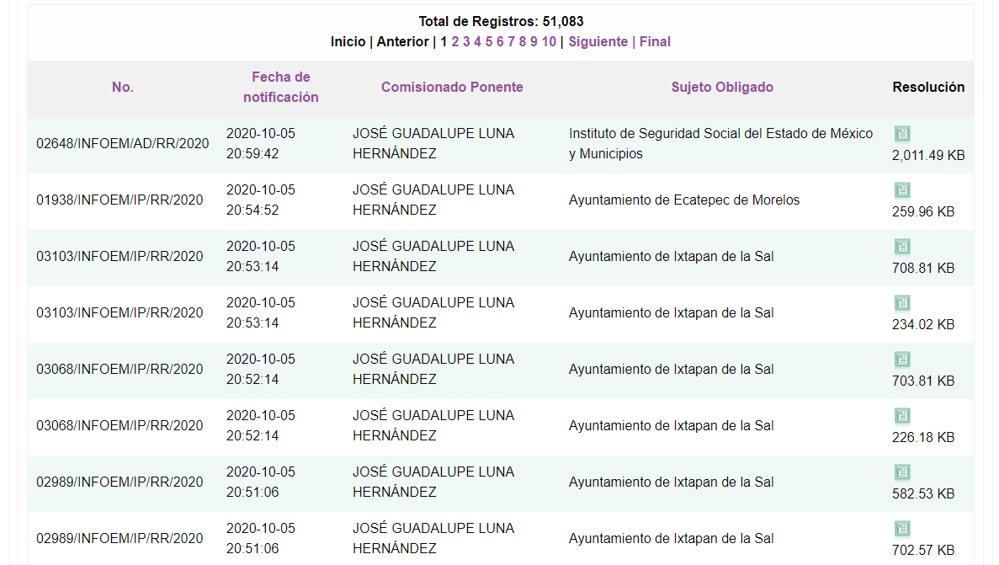 Total de Registros: 51,083
Inicio | Anterior | 1 2 3 4 5 6 7 8 9 10 | Siguiente | Final
No. Fecha de notificación Comisionado Ponente Sujeto Obligado Resolución
02648/INFOEM/AD/RR/2020 2020-10-05 20:59:42 JOSÉ GUADALUPE LUNA HERNÁNDEZ Instituto de Seguridad Social del Estado de México y Municipios 2,011.49 KB
01938/INFOEM/IP/RR/2020 2020-10-05 20:54:52 JOSÉ GUADALUPE LUNA HERNÁNDEZ Ayuntamiento de Ecatepec de Morelos 259.96 KB
03103/INFOEM/IP/RR/2020 2020-10-05 20:53:14 JOSÉ GUADALUPE LUNA HERNÁNDEZ Ayuntamiento de Ixtapan de la Sal 708.81 KB
03103/INFOEM/IP/RR/2020 2020-10-05 20:53:14 JOSÉ GUADALUPE LUNA HERNÁNDEZ Ayuntamiento de Ixtapan de la Sal 234.02 KB
03068/INFOEM/IP/RR/2020 2020-10-05 20:52:14 JOSÉ GUADALUPE LUNA HERNÁNDEZ Ayuntamiento de Ixtapan de la Sal 703.81 KB
03068/INFOEM/IP/RR/2020 2020-10-05 20:52:14 JOSÉ GUADALUPE LUNA HERNÁNDEZ Ayuntamiento de Ixtapan de la Sal 226.18 KB
02989/INFOEM/IP/RR/2020 2020-10-05 20:51:06 JOSÉ GUADALUPE LUNA HERNÁNDEZ Ayuntamiento de Ixtapan de la Sal 582.53 KB
02989/INFOEM/IP/RR/2020 2020-10-05 20:51:06 JOSÉ GUADALUPE LUNA HERNÁNDEZ Ayuntamiento de Ixtapan de la Sal 702.57 KB